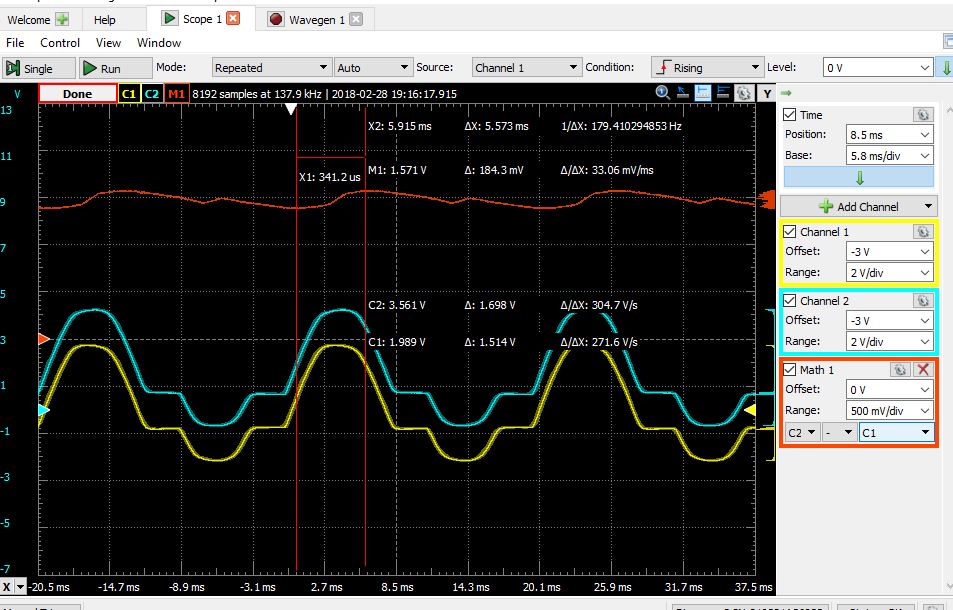 Welcome Help Scope 1 Wavegen 1
File Control View Window
Single Run Mode: Repeated Auto Source: Channel 1 Condition: Rising Level: 0 V
V Done C1 C2 M1 8192 samples at 137.9 kHz | 2018-02-28 19:16:17.915 Y
13
11
9
7
5
3
1
-1
-3
-5
-7
X2: 5.915 ms ΔX: 5.573 ms 1/ΔX: 179.410294853 Hz
X1: 341.2 us
M1: 1.571 V Δ: 184.3 mV Δ/ΔX: 33.06 mV/ms
C2: 3.561 V Δ: 1.698 V Δ/ΔX: 304.7 V/s
C1: 1.989 V Δ: 1.514 V Δ/ΔX: 271.6 V/s
X -20.5 ms -14.7 ms -8.9 ms -3.1 ms 2.7 ms 8.5 ms 14.3 ms 20.1 ms 25.9 ms 31.7 ms 37.5 ms
Time
Position: 8.5 ms
Base: 5.8 ms/div
Add Channel
Channel 1
Offset: -3 V
Range: 2 V/div
Channel 2
Offset: -3 V
Range: 2 V/div
Math 1
Offset: 0 V
Range: 500 mV/div
C2 - C1